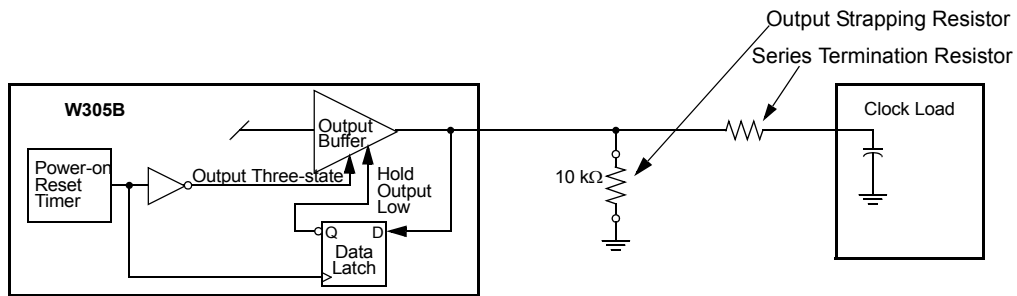 Output Strapping Resistor
Series Termination Resistor
W305B
Clock Load
Output
Buffer
Power-on
Reset
Timer
Output Three-state
Hold
Output
Low
10 kΩ
Q
D
Data
Latch